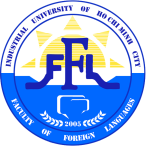 INDUSTRIAL UNIVERSITY OF HO CHI MINH CITY
FFL
2005
FACULTY OF FOREIGN LANGUAGES